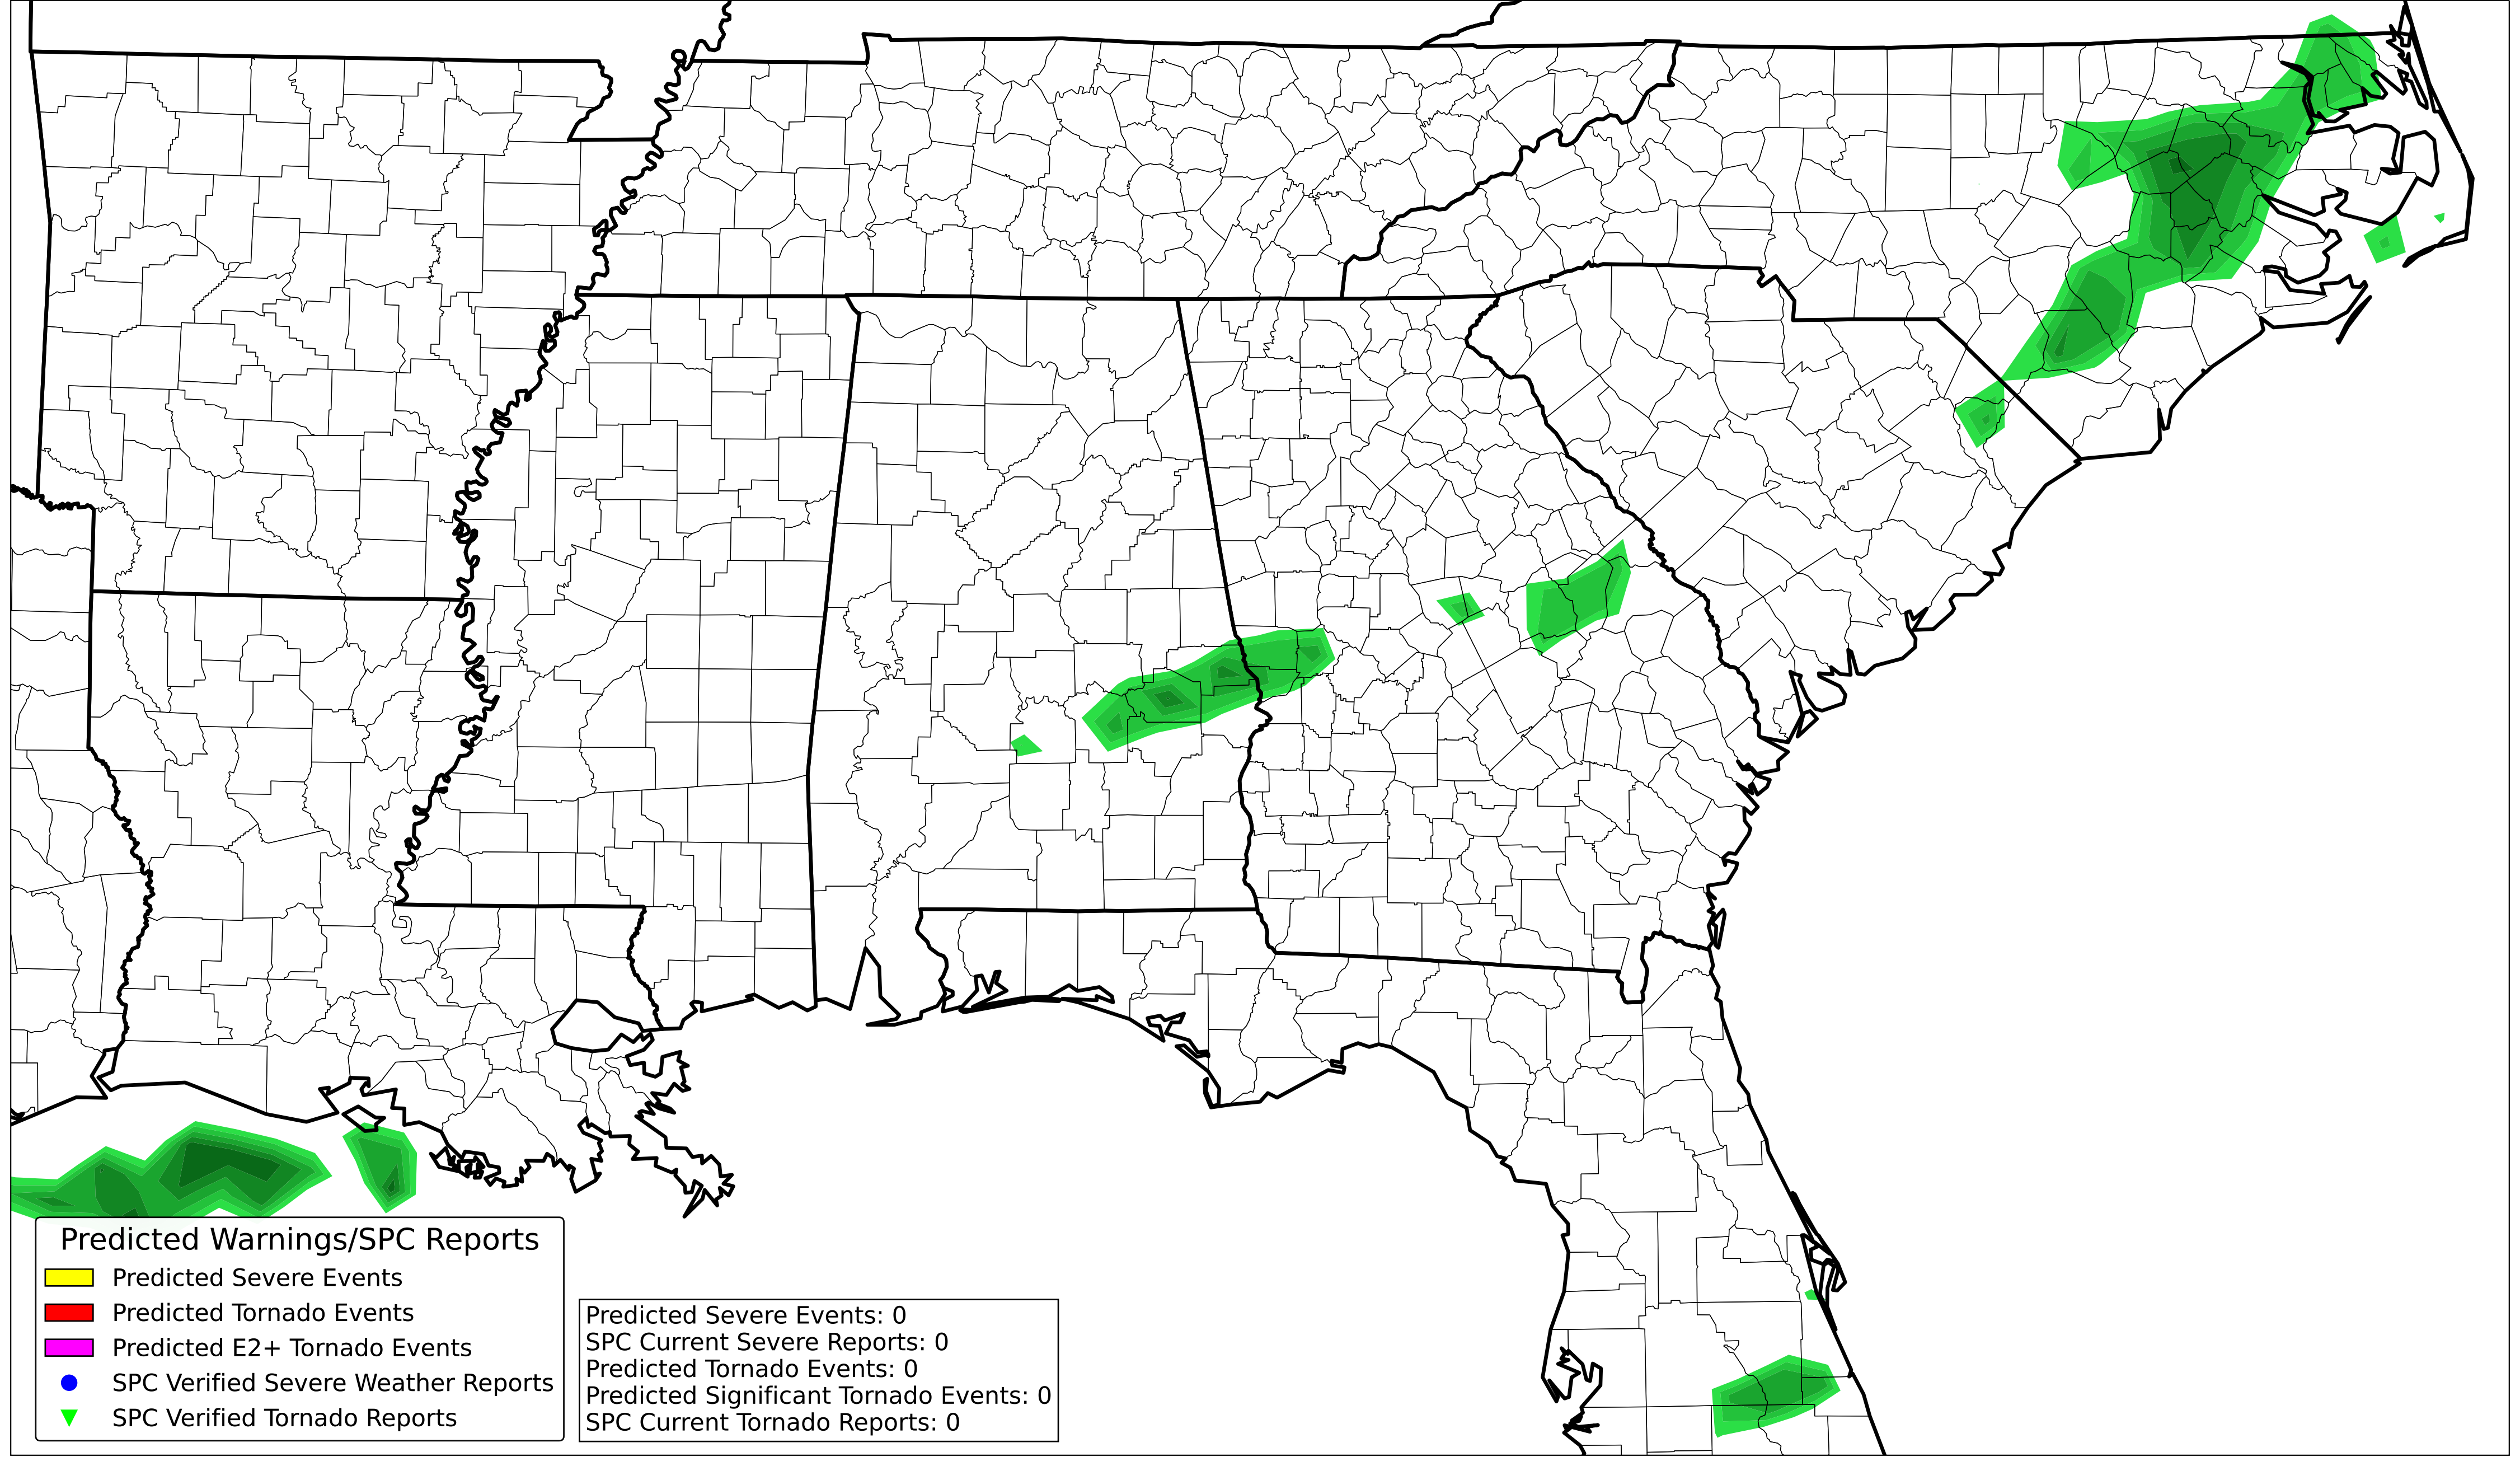 Predicted Warnings/SPC Reports
Predicted Severe Events
Predicted Tornado Events
Predicted E2+ Tornado Events
SPC Verified Severe Weather Reports
SPC Verified Tornado Reports
Predicted Severe Events: 0
SPC Current Severe Reports: 0
Predicted Tornado Events: 0
Predicted Significant Tornado Events: 0
SPC Current Tornado Reports: 0